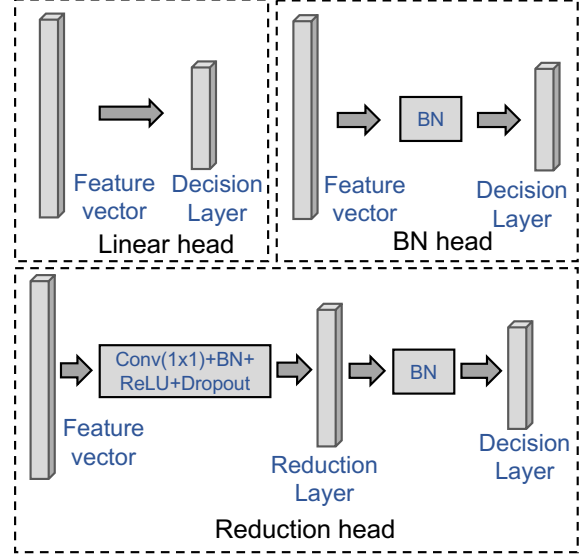 Feature
vector
Decision
Layer
Linear head
BN
Feature
vector
Decision
Layer
BN head
Conv(1x1)+BN+
ReLU+Dropout
BN
Feature
vector
Reduction
Layer
Decision
Layer
Reduction head